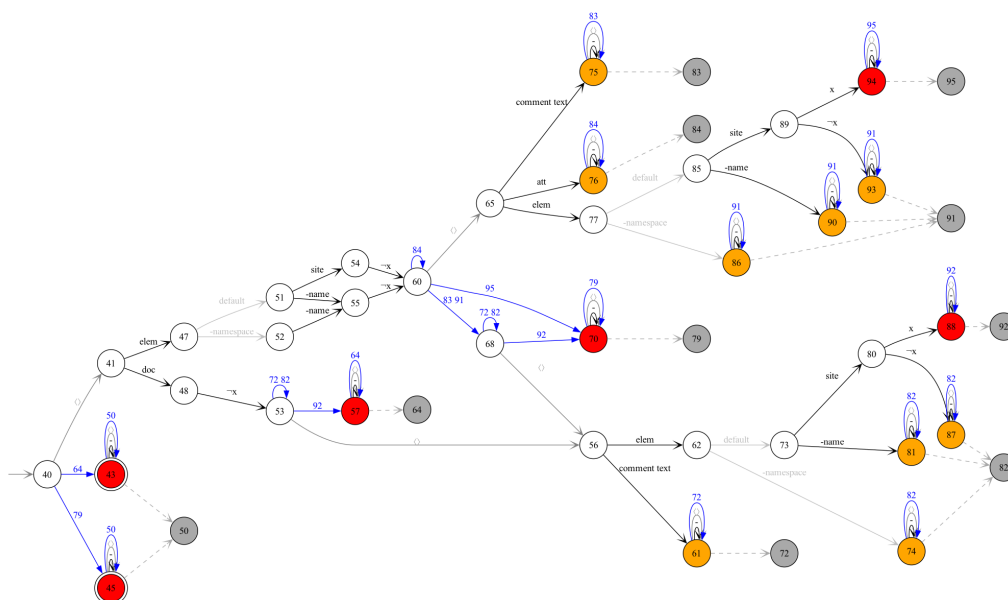 83
75
83
comment text
95
94
95
x
89
¬x
site
84
84
76
att
default
85
-name
91
93
91
90
91
65
elem
77
-namespace
91
86
⟨⟩
84
60
54
¬x
site
51
-name
¬x
55
default
-name
47
-namespace
52
elem
41
doc
48
¬x
95
83 91
72 82
68
92
79
70
79
92
88
92
x
80
¬x
site
82
87
82
81
-name
82
72 82
53
92
64
57
64
⟨⟩
⟨⟩
⟨⟩
56
elem
62
default
73
comment text
-namespace
82
74
72
61
72
40
64
50
43
79
50
50
45